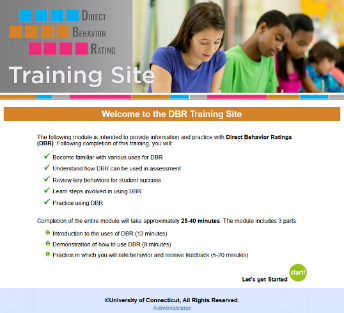 DIRECT
BEHAVIOR
RATING
Training Site
Welcome to the DBR Training Site
The following module is intended to provide information and practice with Direct Behavior Ratings
(DBR). Following completion of this training, you will:
Become familiar with various uses for DBR
Understand how DBR can be used in assessment
Review key behaviors for student success
Learn steps involved in using DBR
Practice using DBR
Completion of the entire module will take approximately 25-40 minutes. The module includes 3 parts:
Introduction to the uses of DBR (12 minutes)
Demonstration of how to use DBR (8 minutes)
Practice in which you will rate behavior and receive feedback (5-20 minutes)
Let's get Started start!
©University of Connecticut, All Rights Reserved.
Administrator